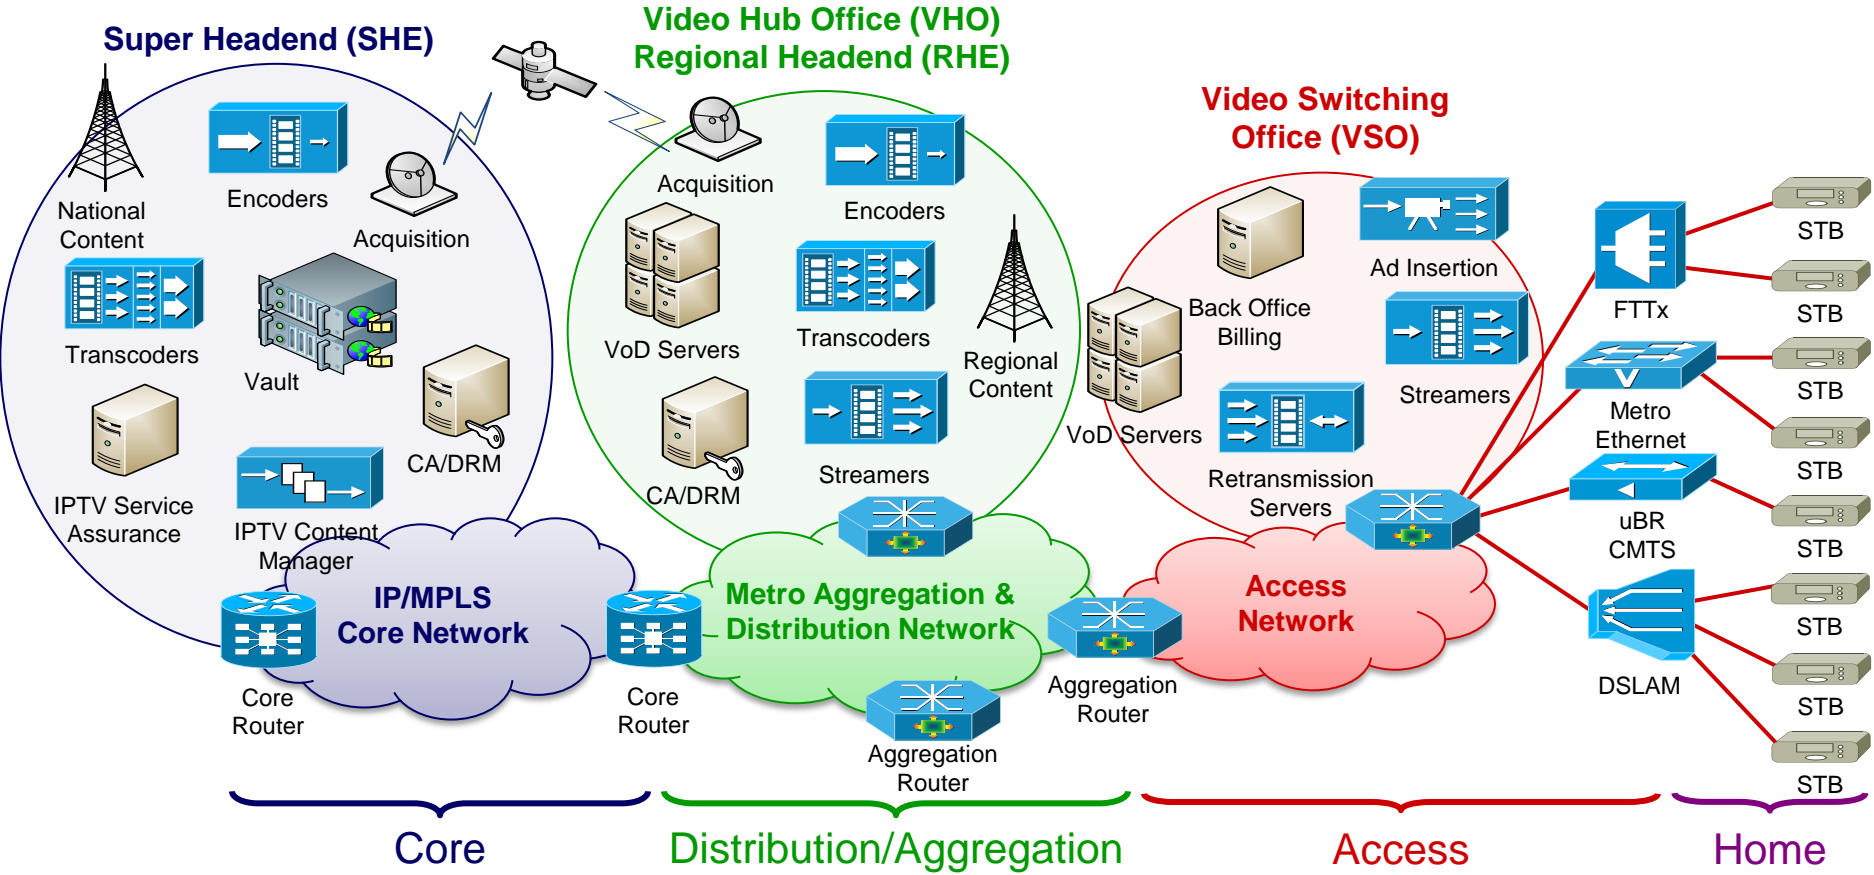 Super Headend (SHE)
National
Content
Encoders
Acquisition
Transcoders
Vault
CA/DRM
IPTV Service
Assurance
IPTV Content
Manager
IP/MPLS
Core Network
Core
Router
Video Hub Office (VHO)
Regional Headend (RHE)
Acquisition
Encoders
VoD Servers
Transcoders
Regional
Content
CA/DRM
Streamers
Core
Router
Metro Aggregation &
Distribution Network
Aggregation
Router
Aggregation
Router
Video Switching
Office (VSO)
Back Office
Billing
Ad Insertion
VoD Servers
Streamers
Retransmission
Servers
Access
Network
FTTx
Metro
Ethernet
uBR
CMTS
DSLAM
STB
STB
STB
STB
STB
STB
STB
STB
Core
Distribution/Aggregation
Access
Home